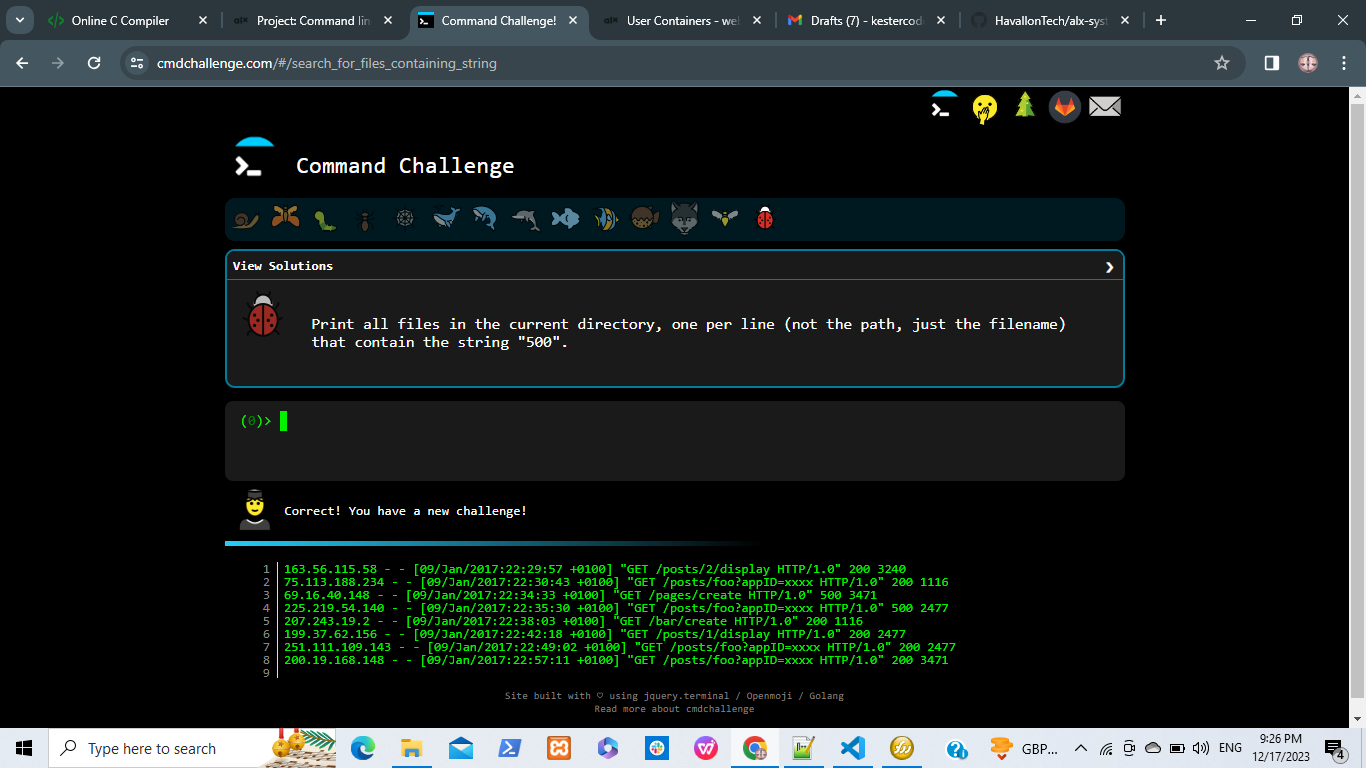 Online C Compiler
Project: Command lin
Command Challenge!
User Containers - we
Drafts (7) - kestercod
HavallonTech/alx-sys
cmdchallenge.com/#/search_for_files_containing_string
Command Challenge
View Solutions
Print all files in the current directory, one per line (not the path, just the filename)
that contain the string "500".
(0)>
Correct! You have a new challenge!
1 163.56.115.58 - - [09/Jan/2017:22:29:57 +0100] "GET /posts/2/display HTTP/1.0" 200 3240
2 75.113.188.234 - - [09/Jan/2017:22:30:43 +0100] "GET /posts/foo?appID=xxxx HTTP/1.0" 200 1116
3 69.16.40.148 - - [09/Jan/2017:22:34:33 +0100] "GET /pages/create HTTP/1.0" 500 3471
4 225.219.54.140 - - [09/Jan/2017:22:35:30 +0100] "GET /posts/foo?appID=xxxx HTTP/1.0" 500 2477
5 207.243.19.2 - - [09/Jan/2017:22:38:03 +0100] "GET /bar/create HTTP/1.0" 200 1116
6 199.37.62.156 - - [09/Jan/2017:22:42:18 +0100] "GET /posts/1/display HTTP/1.0" 200 2477
7 251.111.109.143 - - [09/Jan/2017:22:49:02 +0100] "GET /posts/foo?appID=xxxx HTTP/1.0" 200 2477
8 200.19.168.148 - - [09/Jan/2017:22:57:11 +0100] "GET /posts/foo?appID=xxxx HTTP/1.0" 200 3471
9
Site built with ♡ using jquery.terminal / Openmoji / Golang
Read more about cmdchallenge
Type here to search
GBP...
ENG
9:26 PM
12/17/2023
4